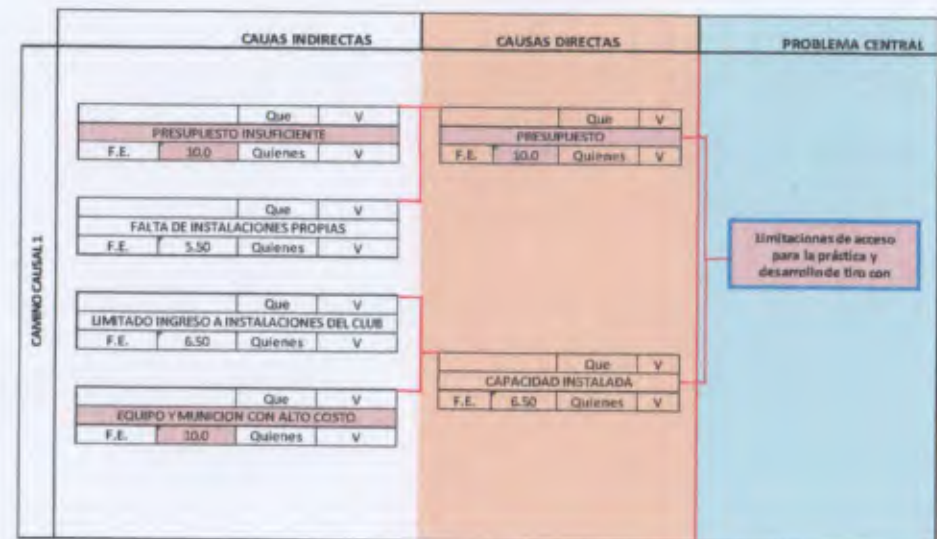 CAUAS INDIRECTAS
CAUSAS DIRECTAS
PROBLEMA CENTRAL
CAMINO CAUSAL 1
Que V
PRESUPUESTO INSUFICIENTE
F.E. 10.0 Quienes V
Que V
FALTA DE INSTALACIONES PROPIAS
F.E. 5.50 Quienes V
Que V
LIMITADO INGRESO A INSTALACIONES DEL CLUB
F.E. 6.50 Quienes V
Que V
EQUIPO Y MUNICION CON ALTO COSTO
F.E. 10.0 Quienes V
Que V
PRESUPUESTO
F.E. 10.0 Quienes V
Que V
CAPACIDAD INSTALADA
F.E. 6.50 Quienes V
Limitaciones de acceso
para la práctica y
desarrollo de tiro con